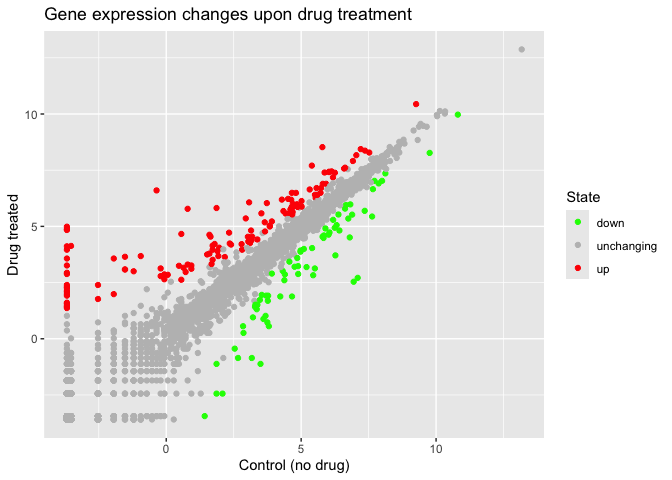 Gene expression changes upon drug treatment
Drug treated
10
5
0
0
5
10
Control (no drug)
State
down
unchanging
up